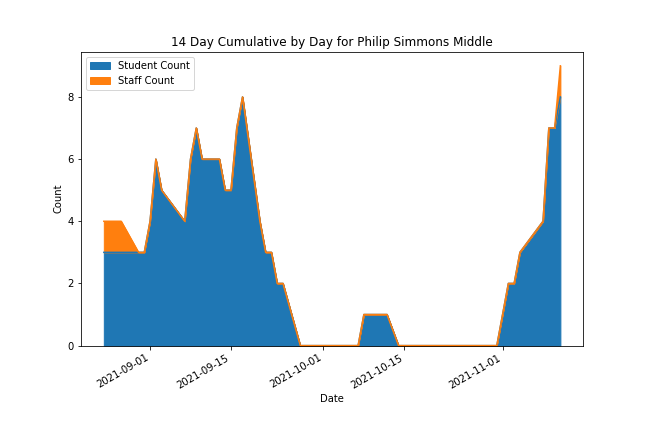 14 Day Cumulative by Day for Philip Simmons Middle
Student Count
Staff Count
Count
8
6
4
2
0
2021-09-01
2021-09-15
2021-10-01
2021-10-15
2021-11-01
Date